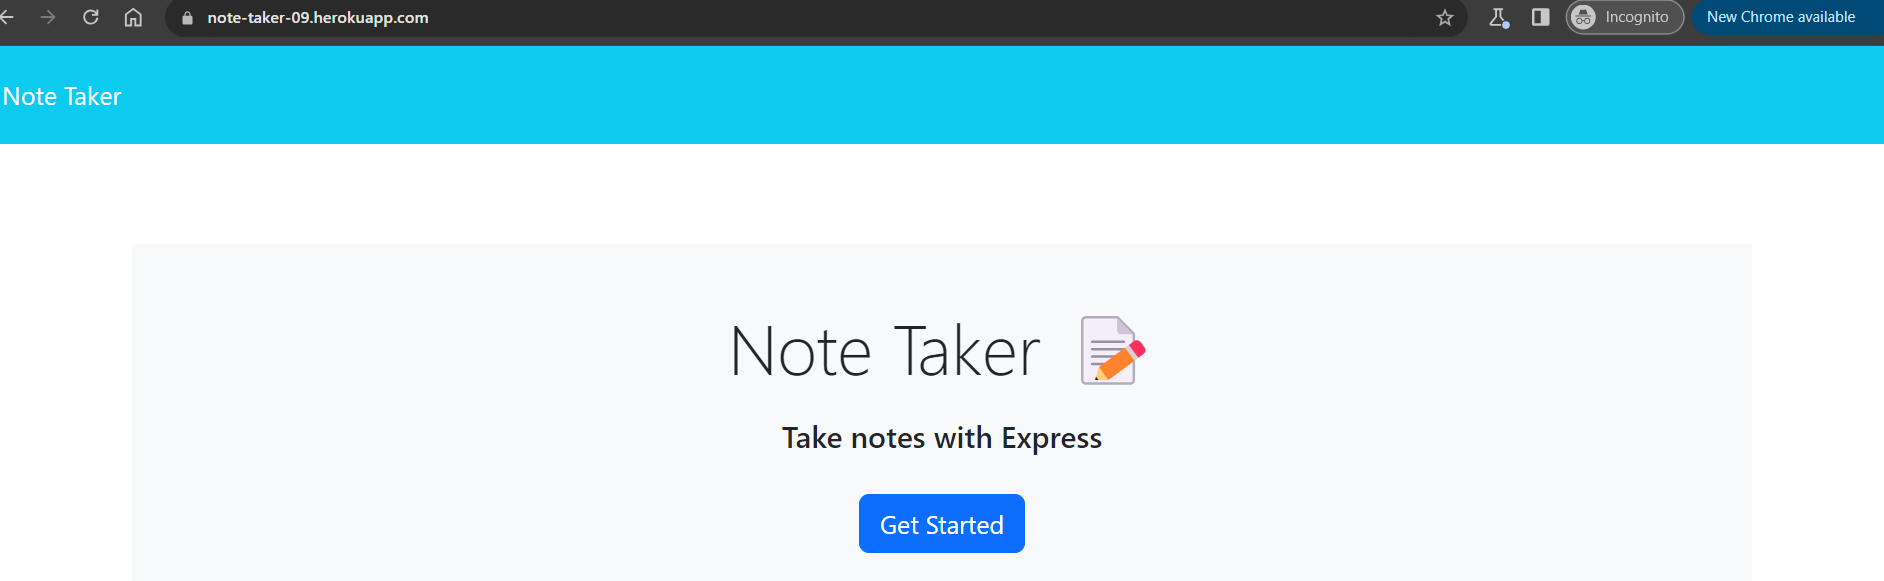 note-taker-09.herokuapp.com
Incognito
New Chrome available
Note Taker
Note Taker
Take notes with Express
Get Started